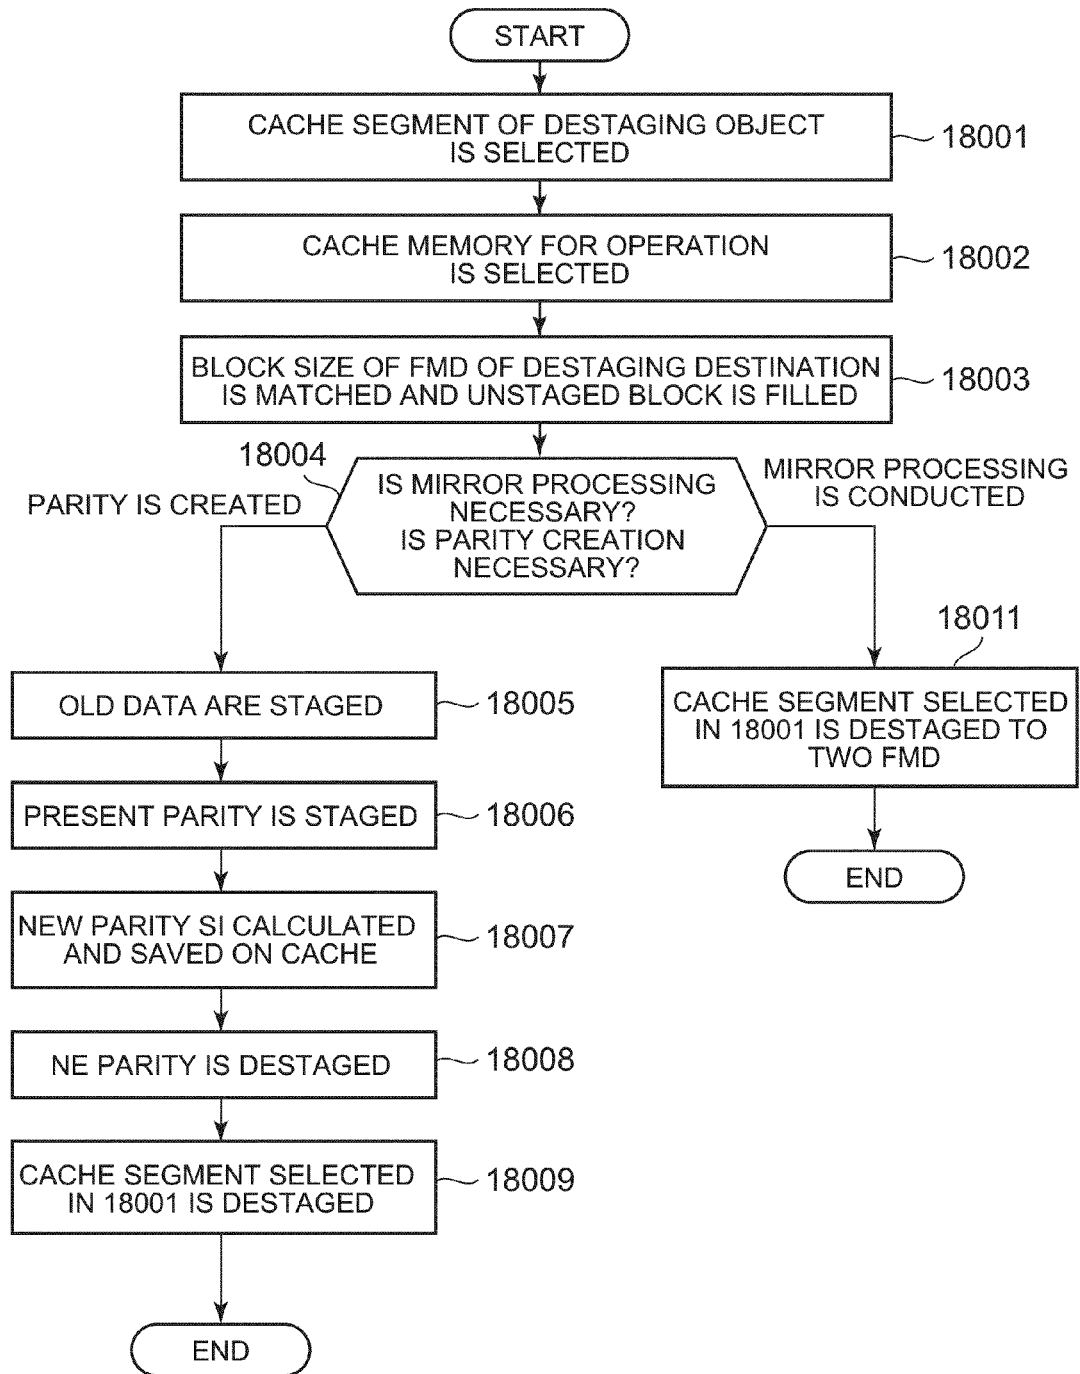 START
CACHE SEGMENT OF DESTAGING OBJECT
IS SELECTED
18001
CACHE MEMORY FOR OPERATION
IS SELECTED
18002
BLOCK SIZE OF FMD OF DESTAGING DESTINATION
IS MATCHED AND UNSTAGED BLOCK IS FILLED
18003
18004
IS MIRROR PROCESSING
NECESSARY?
IS PARITY CREATION
NECESSARY?
PARITY IS CREATED
MIRROR PROCESSING
IS CONDUCTED
OLD DATA ARE STAGED
18005
PRESENT PARITY IS STAGED
18006
NEW PARITY SI CALCULATED
AND SAVED ON CACHE
18007
NE PARITY IS DESTAGED
18008
CACHE SEGMENT SELECTED
IN 18001 IS DESTAGED
18009
END
18011
CACHE SEGMENT SELECTED
IN 18001 IS DESTAGED TO
TWO FMD
END